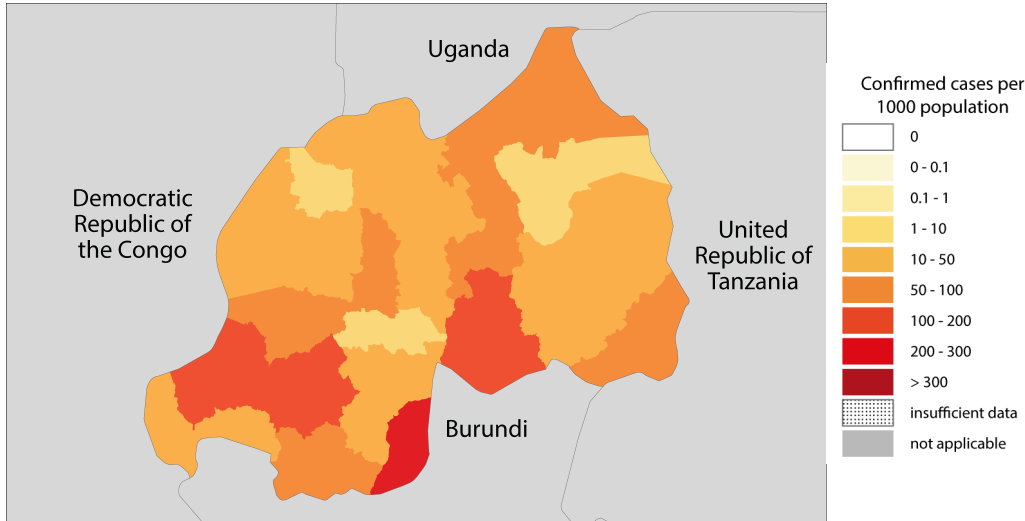 Uganda
Democratic
Republic of
the Congo
United
Republic of
Tanzania
Burundi
Confirmed cases per
1000 population
0
0 - 0.1
0.1 - 1
1 - 10
10 - 50
50 - 100
100 - 200
200 - 300
> 300
insufficient data
not applicable